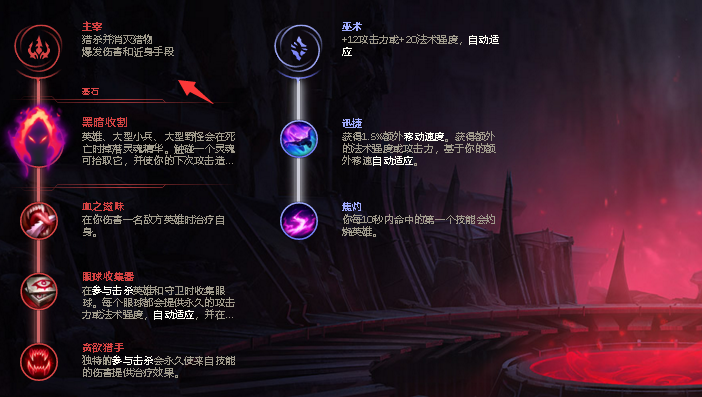 主宰
猎杀并消灭猎物
爆发伤害和近身手段
基石
黑暗收割
英雄、大型小兵、大型野怪会在死
亡时掉落灵魂精华。触碰一个灵魂
可拾取它，并使你的下次攻击造...
血之滋味
在你伤害一名敌方英雄时治疗自
身。
眼球收集器
在参与击杀英雄和守卫时收集眼
球。每个眼球都会提供永久的攻击
力或法术强度，自动适应，并在...
贪欲猎手
独特的参与击杀会永久使来自技能
的伤害提供治疗效果。
巫术
+12攻击力或+20法术强度，自动适
应
迅捷
获得1.5%额外移动速度。获得额外
的法术强度或攻击力，基于你的额
外移速自动适应。
焦灼
你每10秒内命中的第一个技能会灼
烧英雄。